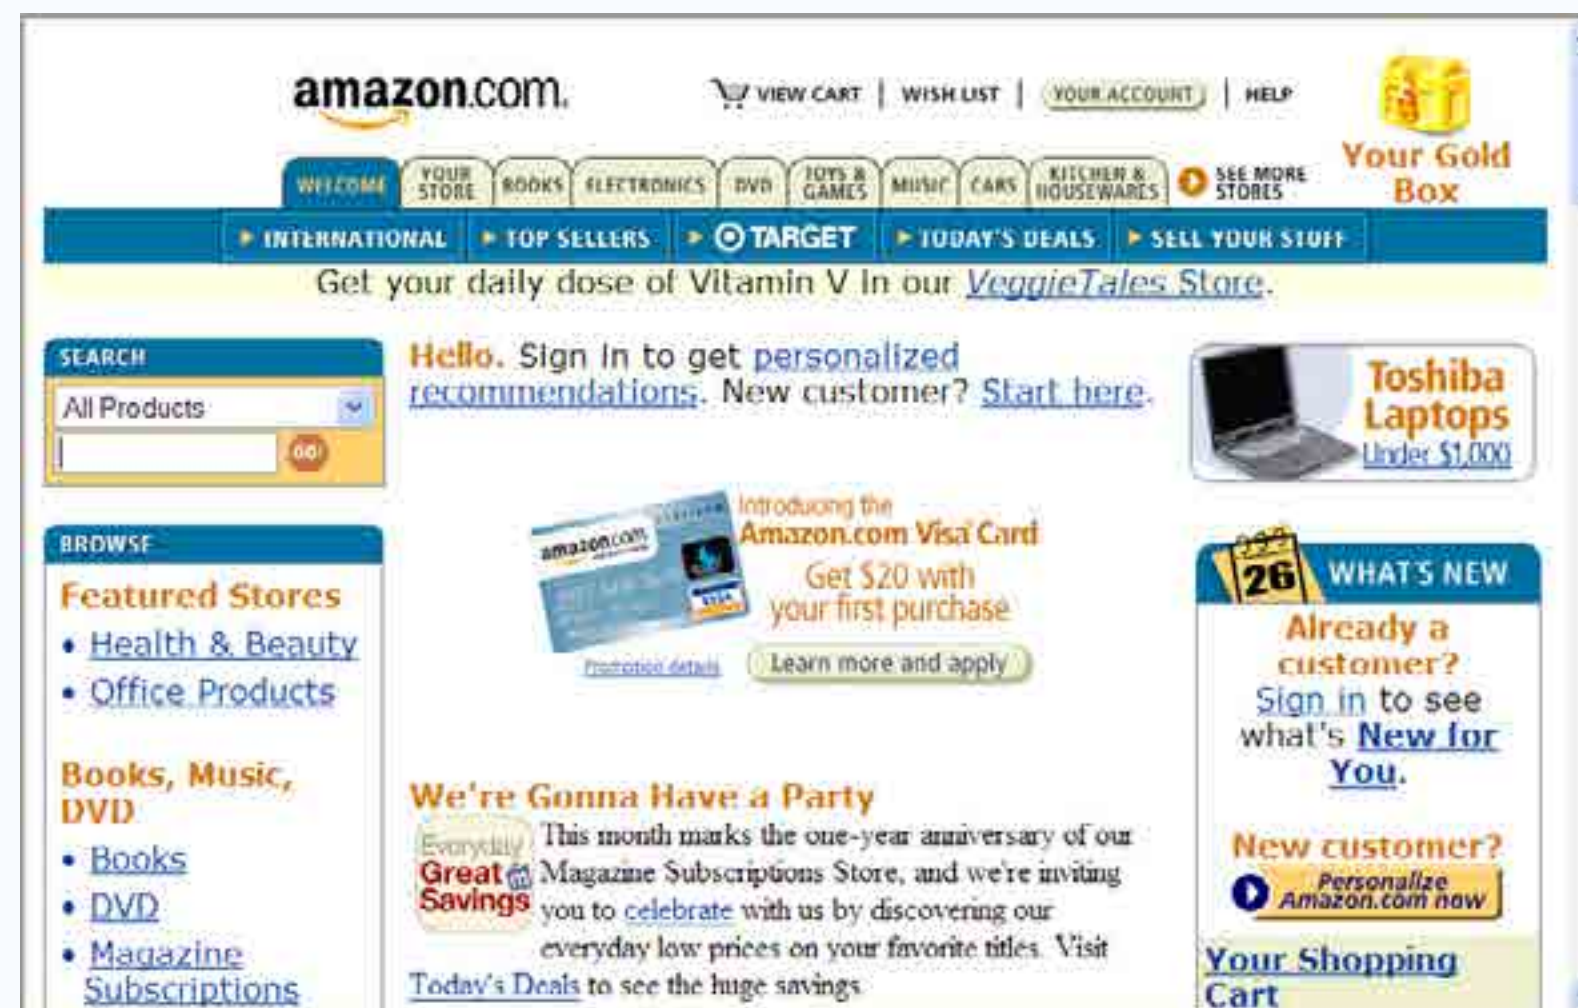 amazon.com.
VIEW CART | WISH LIST | YOUR ACCOUNT | HELP
Your Gold
Box
WELCOME
YOUR
STORE
BOOKS
ELECTRONICS
DVD
TOYS &
GAMES
MUSIC
CARS
KITCHEN &
HOUSEWARES
SEE MORE
STORES
INTERNATIONAL
TOP SELLERS
TARGET
TODAY'S DEALS
SELL YOUR STUFF
Get your daily dose of Vitamin V in our VeggieTales Store.
SEARCH
All Products
GO!
BROWSE
Featured Stores
• Health & Beauty
• Office Products
Books, Music,
DVD
• Books
• DVD
• Magazine
Subscriptions
Hello. Sign in to get personalized
recommendations. New customer? Start here.
amazon.com
VISA
Introducing the
Amazon.com Visa Card
Get $20 with
your first purchase
Promotion details
Learn more and apply
We're Gonna Have a Party
Everyday
Great
Savings
This month marks the one-year anniversary of our
Magazine Subscriptions Store, and we're inviting
you to celebrate with us by discovering our
everyday low prices on your favorite titles. Visit
Today's Deals to see the huge savings.
Toshiba
Laptops
Under $1,000
26
WHAT'S NEW
Already a
customer?
Sign in to see
what's New for
You.
New customer?
Personalize
Amazon.com now
Your Shopping
Cart